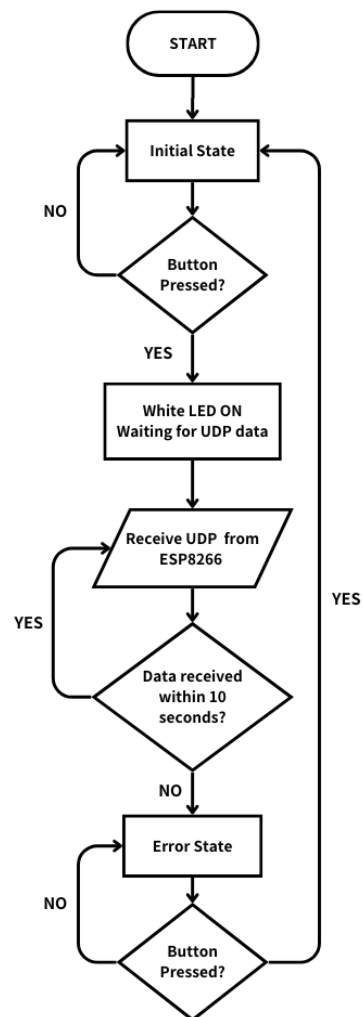 START
Initial State
NO
Button
Pressed?
YES
White LED ON
Waiting for UDP data
Receive UDP from
ESP8266
YES
YES
Data received
within 10
seconds?
NO
Error State
NO
Button
Pressed?